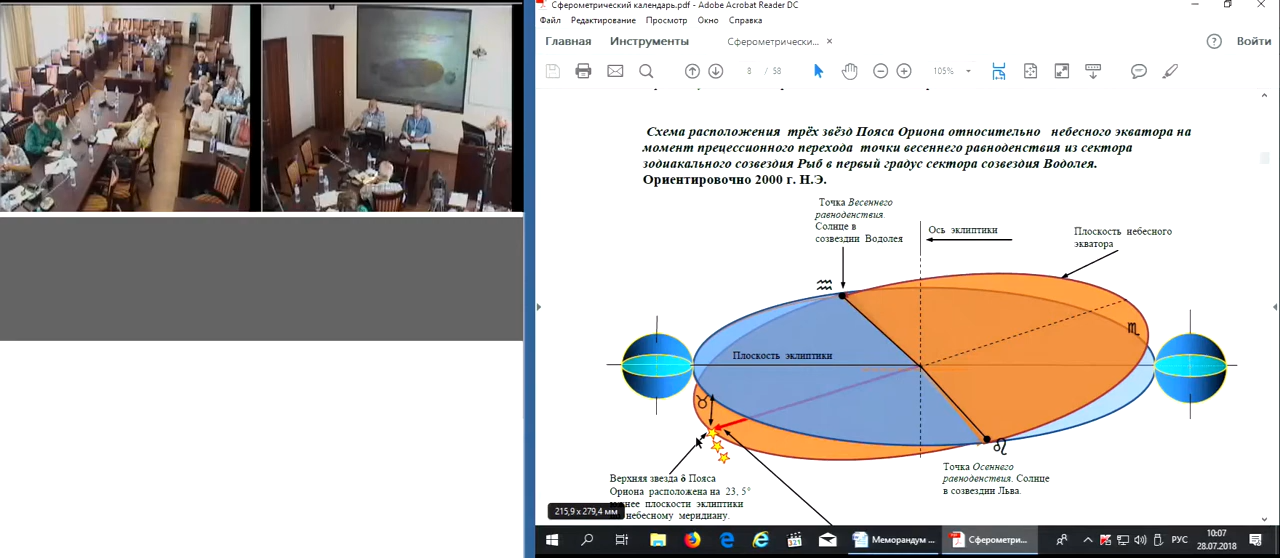 Сферометрический календарь.pdf - Adobe Acrobat Reader DC
Файл Редактирование Просмотр Окно Справка
Главная Инструменты Сферометрически... ×
Войти
8 / 58
105%
Схема расположения трёх звёзд Пояса Ориона относительно небесного экватора на
момент прецессионного перехода точки весеннего равноденствия из сектора
зодиакального созвездия Рыб в первый градус сектора созвездия Водолея.
Ориентировочно 2000 г. Н.Э.
Точка Весеннего
равноденствия.
Солнце в
созвездии Водолея
Ось эклиптики
Плоскость небесного
экватора
♒
♏
Плоскость эклиптики
♉
♌
Точка Осеннего
равноденствия. Солнце
в созвездии Льва.
Верхняя звезда δ Пояса
Ориона расположена на 23, 5°
плоскости эклиптики
небесному меридиану.
215,9 x 279,4 мм
Меморандум ...
Сферометри...
РУС
10:07
28.07.2018